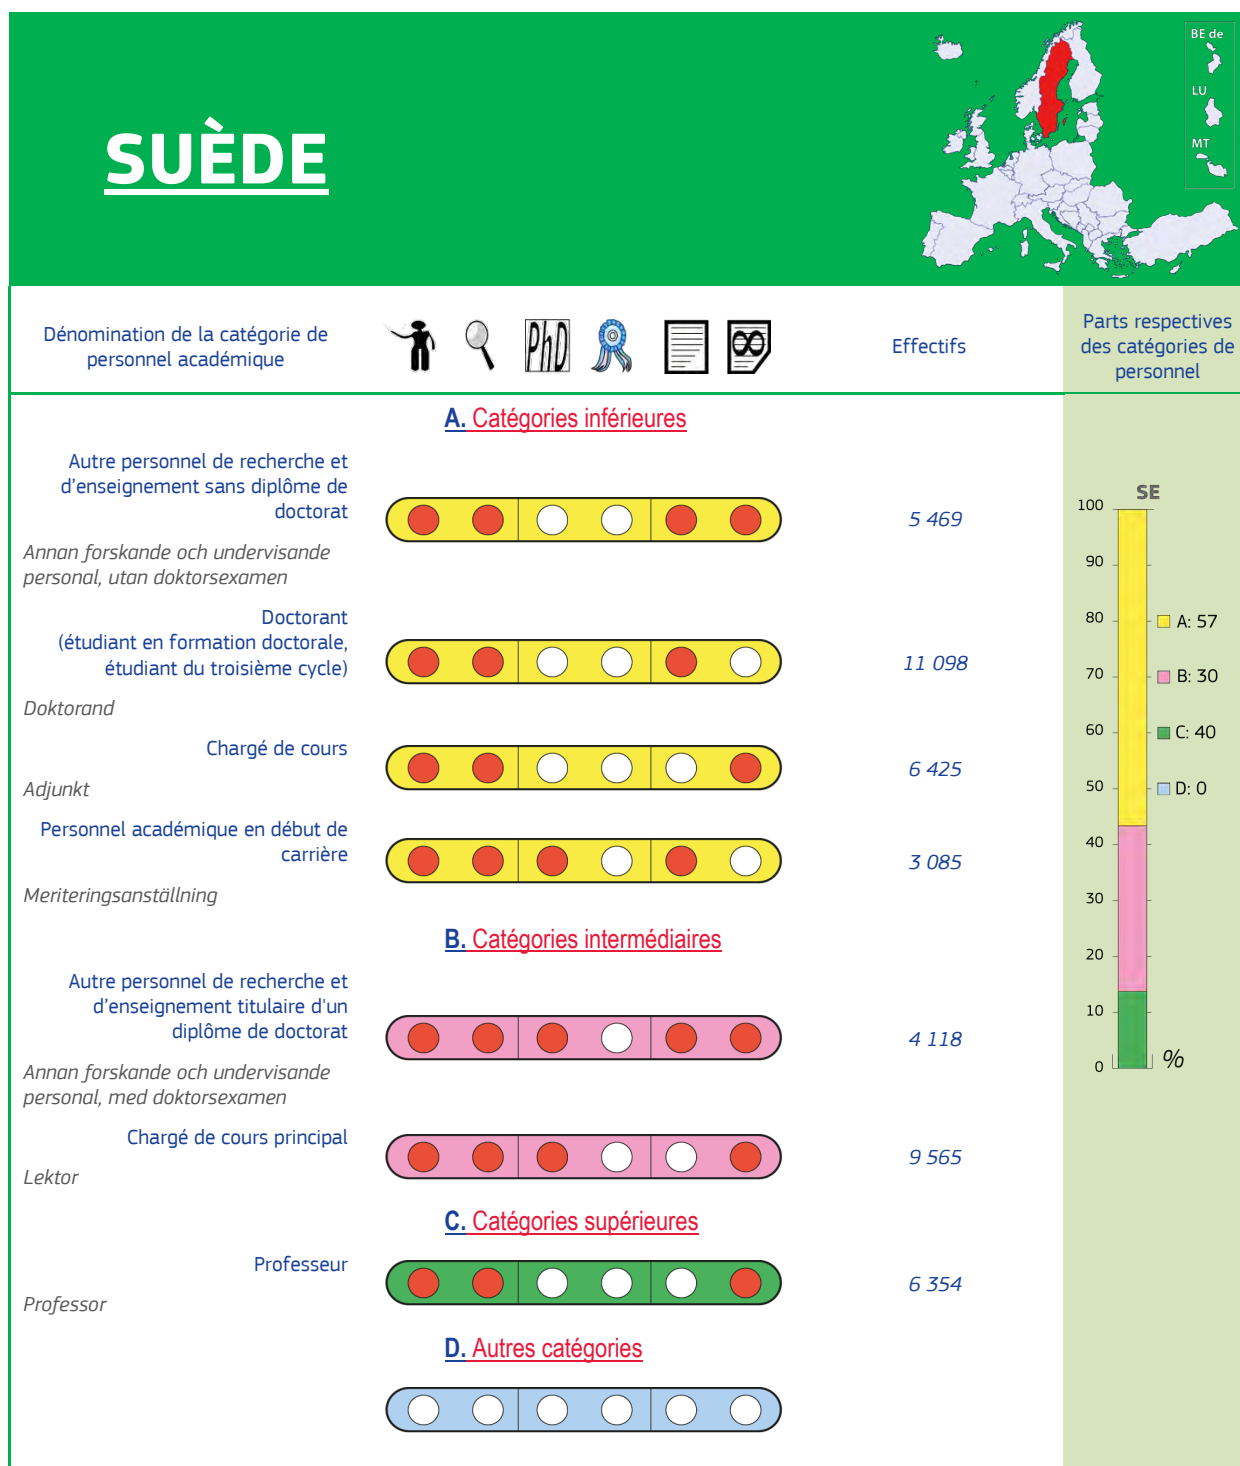 SUÈDE
BE de
LU
MT
Dénomination de la catégorie de
personnel académique
PhD
Effectifs
Parts respectives
des catégories de
personnel
A. Catégories inférieures
Autre personnel de recherche et
d'enseignement sans diplôme de
doctorat
5 469
Annan forskande och undervisande
personal, utan doktorsexamen
Doctorant
(étudiant en formation doctorale,
étudiant du troisième cycle)
11 098
Doktorand
Chargé de cours
6 425
Adjunkt
Personnel académique en début de
carrière
3 085
Meriteringsanställning
B. Catégories intermédiaires
Autre personnel de recherche et
d'enseignement titulaire d'un
diplôme de doctorat
4 118
Annan forskande och undervisande
personal, med doktorsexamen
Chargé de cours principal
9 565
Lektor
C. Catégories supérieures
Professeur
6 354
Professor
D. Autres catégories
SE
100
90
80
70
60
50
40
30
20
10
0
%
A: 57
B: 30
C: 40
D: 0